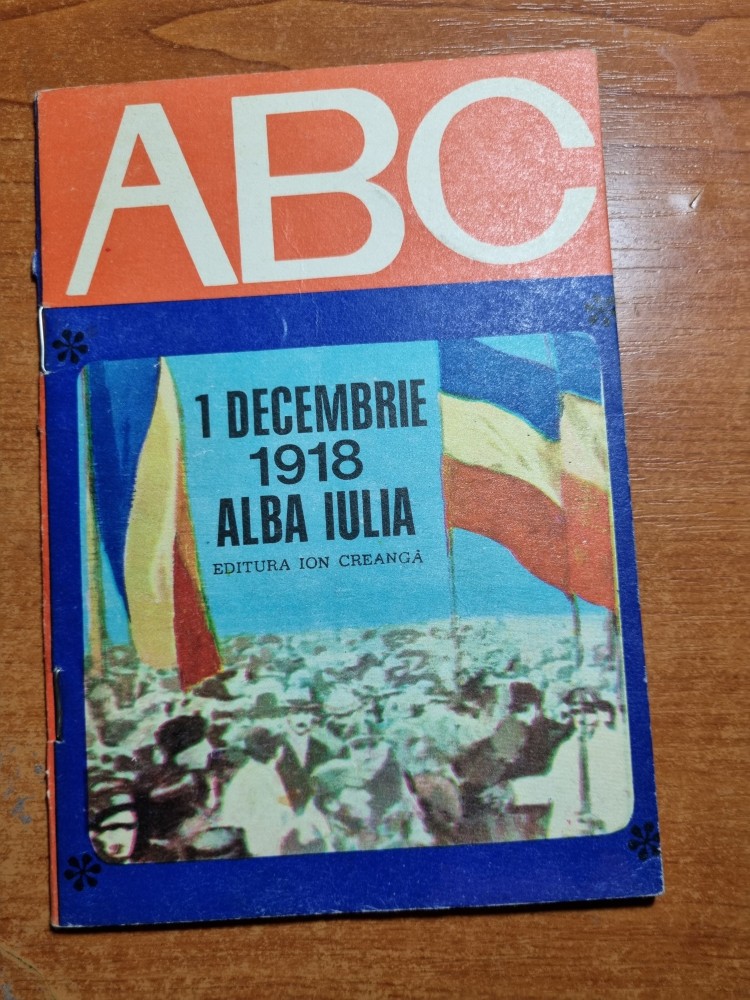 ABC
1 DECEMBRIE
1918
ALBA IULIA
EDITURA ION CREANGĂ